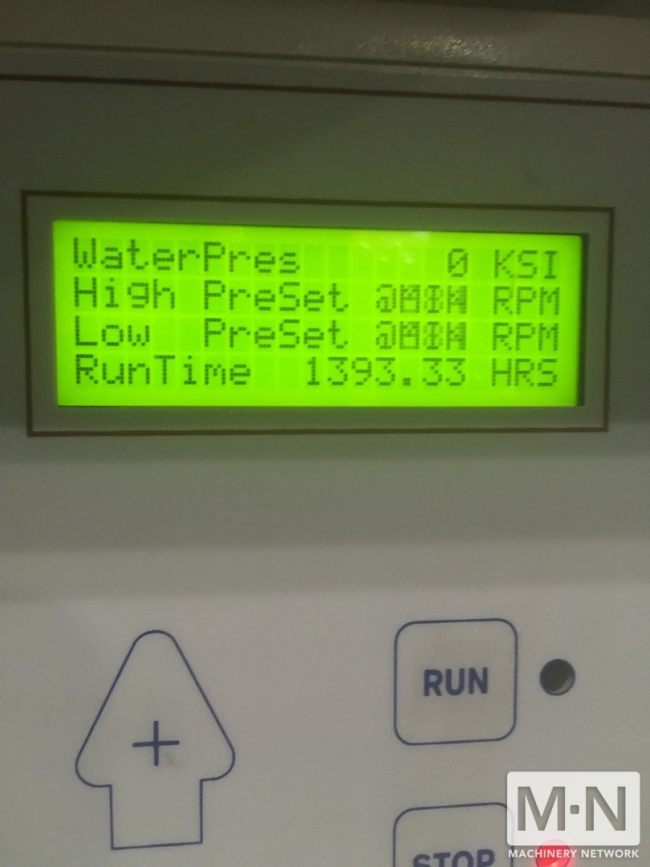 WaterPres 0 KSI
High PreSet RPM
Low PreSet RPM
RunTime 1393.33 HRS
+
RUN
STOP
M·N
MACHINERY NETWORK